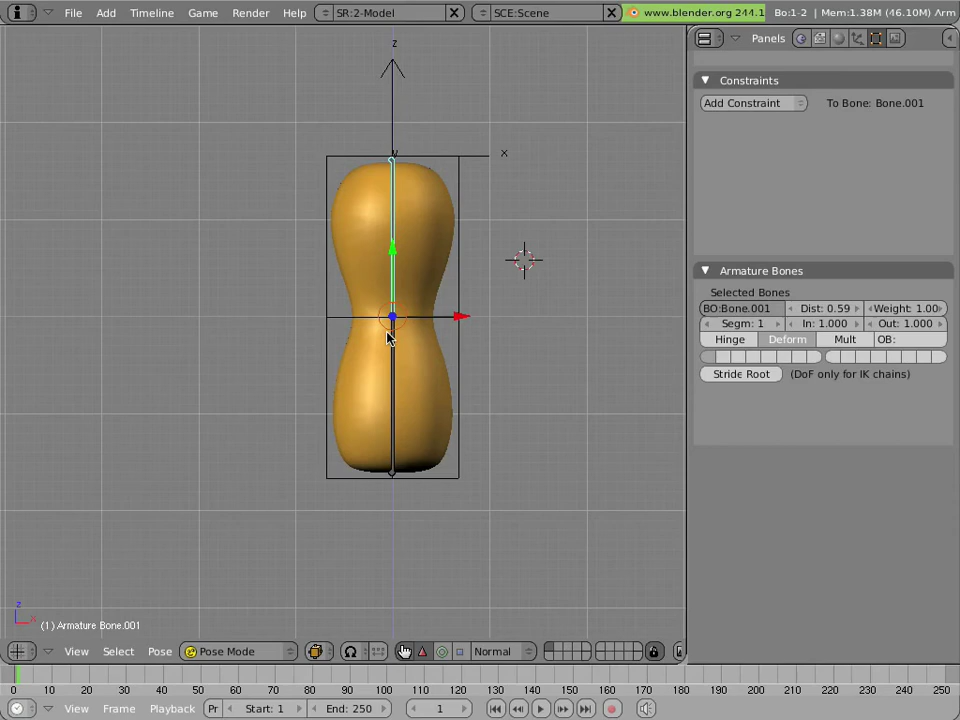 File Add Timeline Game Render Help SR:2-Model SCE:Scene www.blender.org 244.1 Bo:1-2 | Mem:1.38M (46.10M) Arm
Panels
Constraints
Add Constraint To Bone: Bone.001
z
x
Armature Bones
Selected Bones
BO:Bone.001 Dist: 0.59 Weight: 1.00
Segm: 1 In: 1.000 Out: 1.000
Hinge Deform Mult OB:
Stride Root (DoF only for IK chains)
z
x
(1) Armature Bone.001
View Select Pose Pose Mode Normal
0 10 20 30 40 50 60 70 80 90 100 110 120 130 140 150 160 170 180 190 200 210 220 230 240 250
View Frame Playback Pr Start: 1 End: 250 1